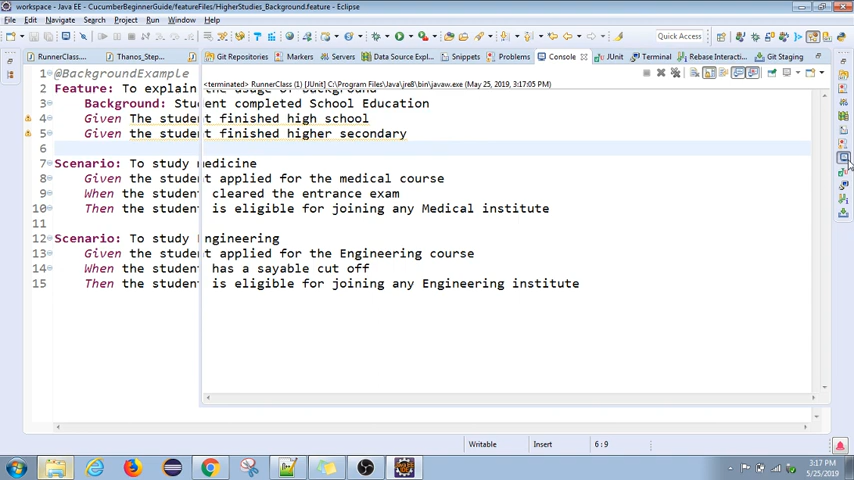 workspace - Java EE - CucumberBeginnerGuide/featureFiles/HigherStudies_Background.feature - Eclipse
File Edit Navigate Search Project Run Window Help
Quick Access
RunnerClass.... Thanos_Step... Git Repositories Markers Servers Data Source Expl... Snippets Problems Console JUnit Terminal Rebase Interacti... Git Staging
<terminated> RunnerClass (1) [JUnit] C:\Program Files\Java\jre8\bin\javaw.exe (May 25, 2019, 3:17:05 PM)
1 @BackgroundExample
2 Feature: To explain the usage of background
3 Background: Student completed School Education
4 Given The student finished high school
5 Given the student finished higher secondary
6
7 Scenario: To study medicine
8 Given the student applied for the medical course
9 When the student cleared the entrance exam
10 Then the student is eligible for joining any Medical institute
11
12 Scenario: To study Engineering
13 Given the student applied for the Engineering course
14 When the student has a sayable cut off
15 Then the student is eligible for joining any Engineering institute
Writable Insert 6:9
3:17 PM
5/25/2019